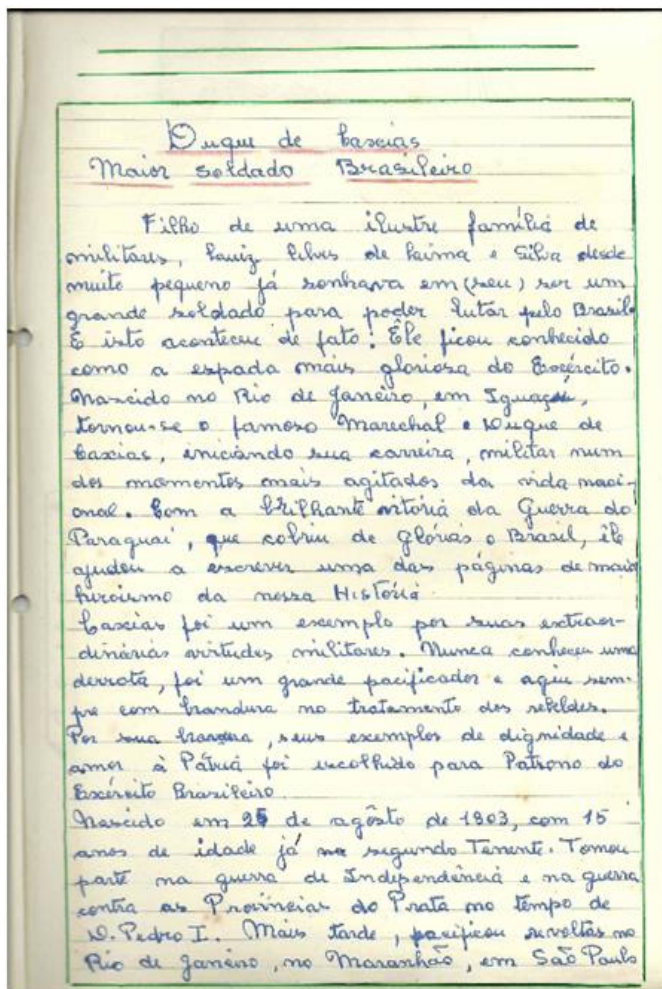 Duque de Caxias
Maior soldado Brasileiro
Filho de uma ilustre família de
militares, Luiz Alves de Laima e Silva desde
muito pequeno já sonhava em (seu) ser um
grande soldado para poder lutar pelo Brasil.
E isto aconteceu de fato. Êle ficou conhecido
como a espada mais gloriosa do Exército.
Nascido no Rio de Janeiro, em Iguaçú,
tornou-se o famoso Marechal e Duque de
Caxias, iniciando sua carreira, militar num
dos momentos mais agitados da vida naci-
onal. Com a brilhante vitória da Guerra do
Paraguai, que cobriu de glórias o Brasil, êle
ajudou a escrever uma das páginas de mais
heroismo da nossa História
Caxias foi um exemplo por suas extraor-
dinárias virtudes militares. Nunca conheceu uma
derrota, foi um grande pacificador e agiu sem-
pre com brandura no tratamento dos rebeldes.
Por sua bravura, seus exemplos de dignidade e
amor à Pátria foi escolhido para Patrono do
Exército Brasileiro.
Nascido em 25 de agôsto de 1803, com 15
anos de idade já segundo Tenente. Tomou
parte na guerra de Independência e na guerra
contra as Províncias do Prata no tempo de
D. Pedro I. Mais tarde, pacificou revoltas no
Rio de Janeiro, no Maranhão, em São Paulo